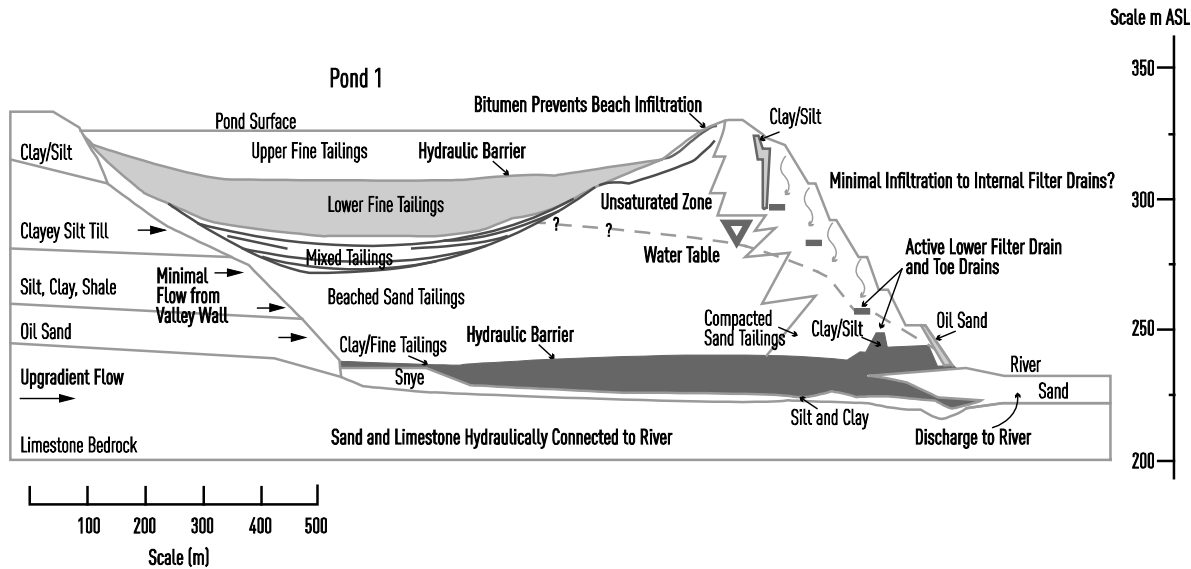 Scale m ASL
350
Pond 1
Bitumen Prevents Beach Infiltration
Clay/Silt
Pond Surface
Clay/Silt
Upper Fine Tailings
Hydraulic Barrier
Minimal Infiltration to Internal Filter Drains?
300
Lower Fine Tailings
Unsaturated Zone
?
?
Clayey Silt Till
Water Table
Active Lower Filter Drain
and Toe Drains
Mixed Tailings
Minimal
Flow from
Valley Wall
Silt, Clay, Shale
Beached Sand Tailings
Compacted
Sand Tailings
Clay/Silt
Oil Sand
250
Oil Sand
Hydraulic Barrier
Clay/Fine Tailings
Snye
River
Upgradient Flow
Sand
Silt and Clay
Sand and Limestone Hydraulically Connected to River
Discharge to River
Limestone Bedrock
200
100 200 300 400 500
Scale (m)